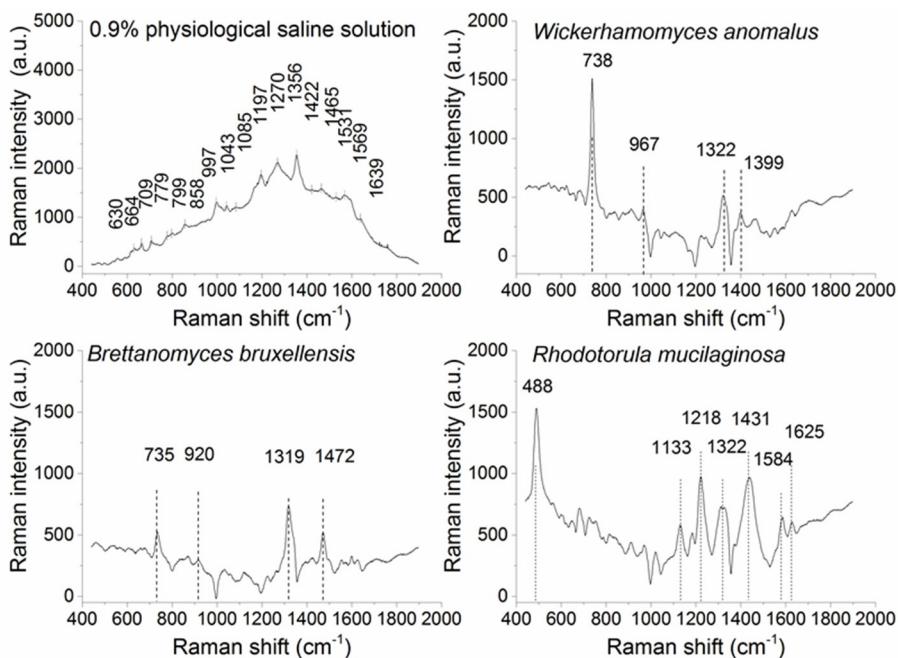 0.9% physiological saline solution
Raman intensity (a.u.)
5000
4000
3000
2000
1000
0
630
664
709
779
799
858
997
1043
1085
1197
1270
1356
1422
1465
1531
1569
1639
400 600 800 1000 1200 1400 1600 1800 2000
Raman shift (cm-1)
Wickerhamomyces anomalus
Raman intensity (a.u.)
2000
1500
1000
500
0
738
967
1322
1399
400 600 800 1000 1200 1400 1600 1800 2000
Raman shift (cm-1)
Brettanomyces bruxellensis
Raman intensity (a.u.)
2000
1500
1000
500
0
735 920 1319 1472
400 600 800 1000 1200 1400 1600 1800 2000
Raman shift (cm-1)
Rhodotorula mucilaginosa
Raman intensity (a.u.)
2000
1500
1000
500
0
488
1133
1218
1322
1431
1584
1625
400 600 800 1000 1200 1400 1600 1800 2000
Raman shift (cm-1)